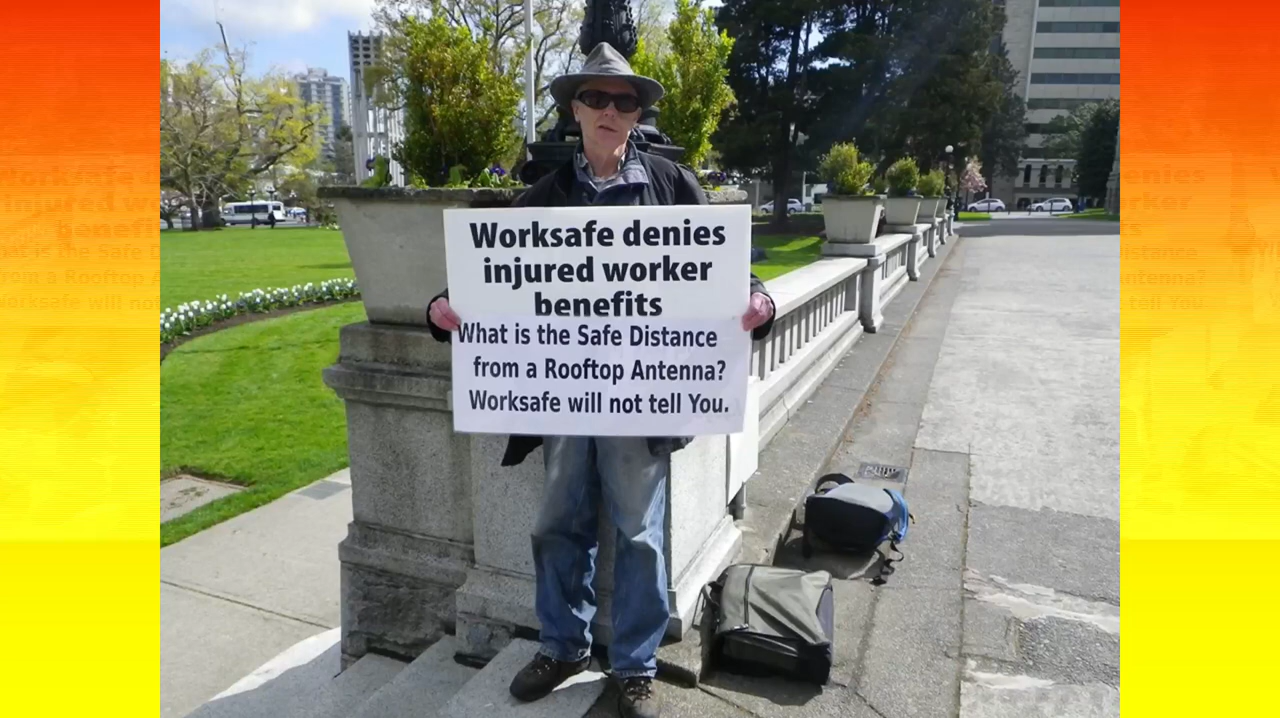 Worksafe denies
injured worker
benefits
What is the Safe Distance
from a Rooftop Antenna?
Worksafe will not tell You.